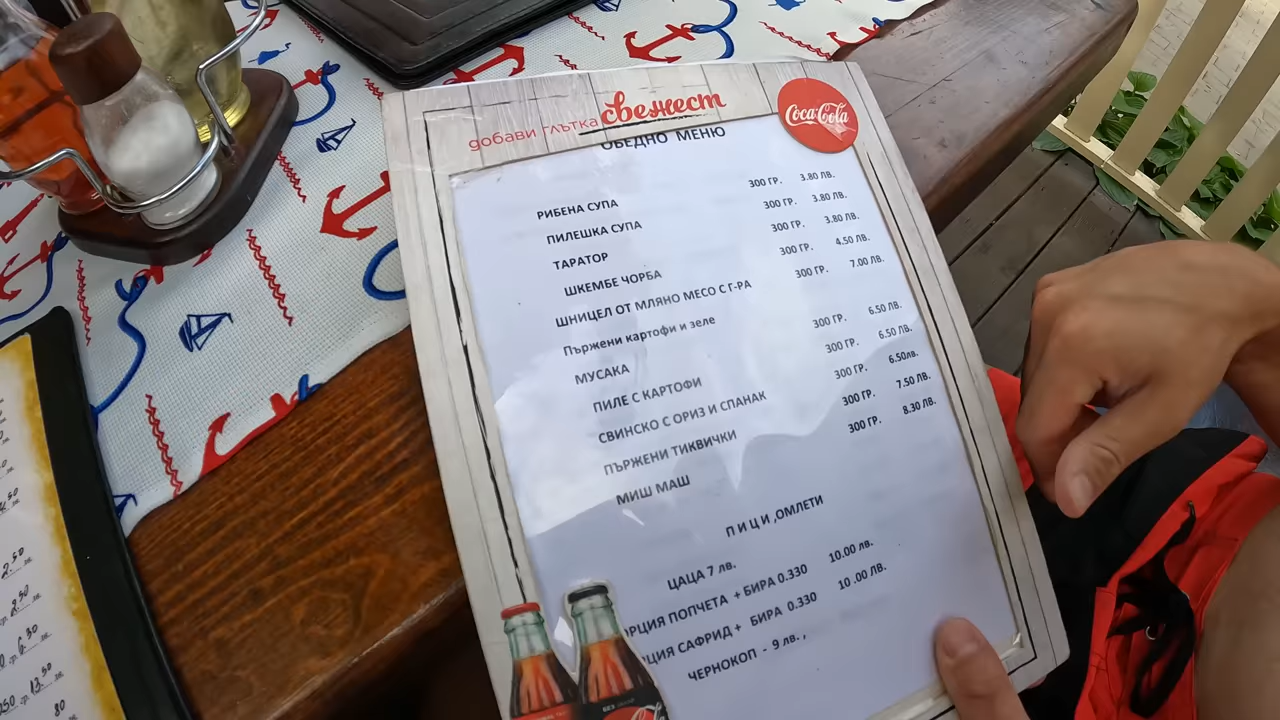 добави глътка свежест
Coca-Cola
ОБЕДНО МЕНЮ
РИБЕНА СУПА 300 ГР. 3.80 ЛВ.
ПИЛЕШКА СУПА 300 ГР. 3.80 ЛВ.
ТАРАТОР 300 ГР. 3.80 ЛВ.
ШКЕМБЕ ЧОРБА 300 ГР. 4.50 ЛВ.
ШНИЦЕЛ ОТ МЛЯНО МЕСО С Г-РА 300 ГР. 7.00 ЛВ.
Пържени картофи и зеле
МУСАКА 300 ГР. 6.50 ЛВ.
ПИЛЕ С КАРТОФИ 300 ГР. 6.50 ЛВ.
СВИНСКО С ОРИЗ И СПАНАК 300 ГР. 6.50лв.
ПЪРЖЕНИ ТИКВИЧКИ 300 ГР. 7.50 ЛВ.
МИШ МАШ 300 ГР. 8.30 ЛВ.
П И Ц И ,ОМЛЕТИ
ЦАЦА 7 лв.
РЦИЯ ПОПЧЕТА + БИРА 0.330 10.00 лв.
ЦИЯ САФРИД + БИРА 0.330 10 .00 ЛВ.
ЧЕРНОКОП - 9 лв. ,